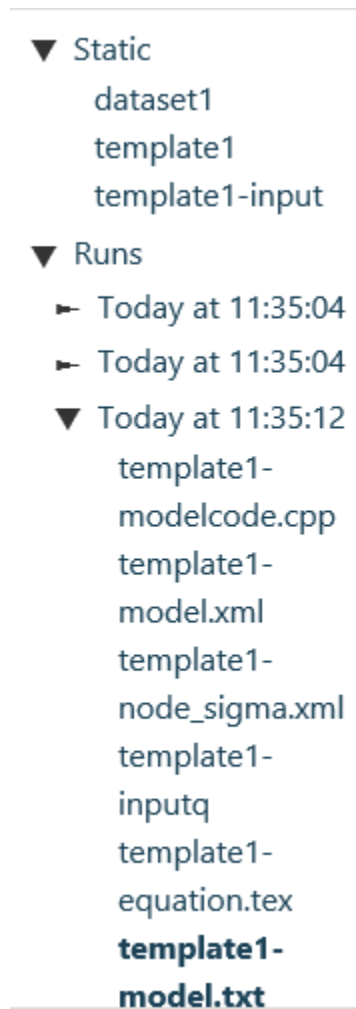 Static
dataset1
template1
template1-input
Runs
Today at 11:35:04
Today at 11:35:04
Today at 11:35:12
template1-
modelcode.cpp
template1-
model.xml
template1-
node_sigma.xml
template1-
inputq
template1-
equation.tex
template1-
model.txt